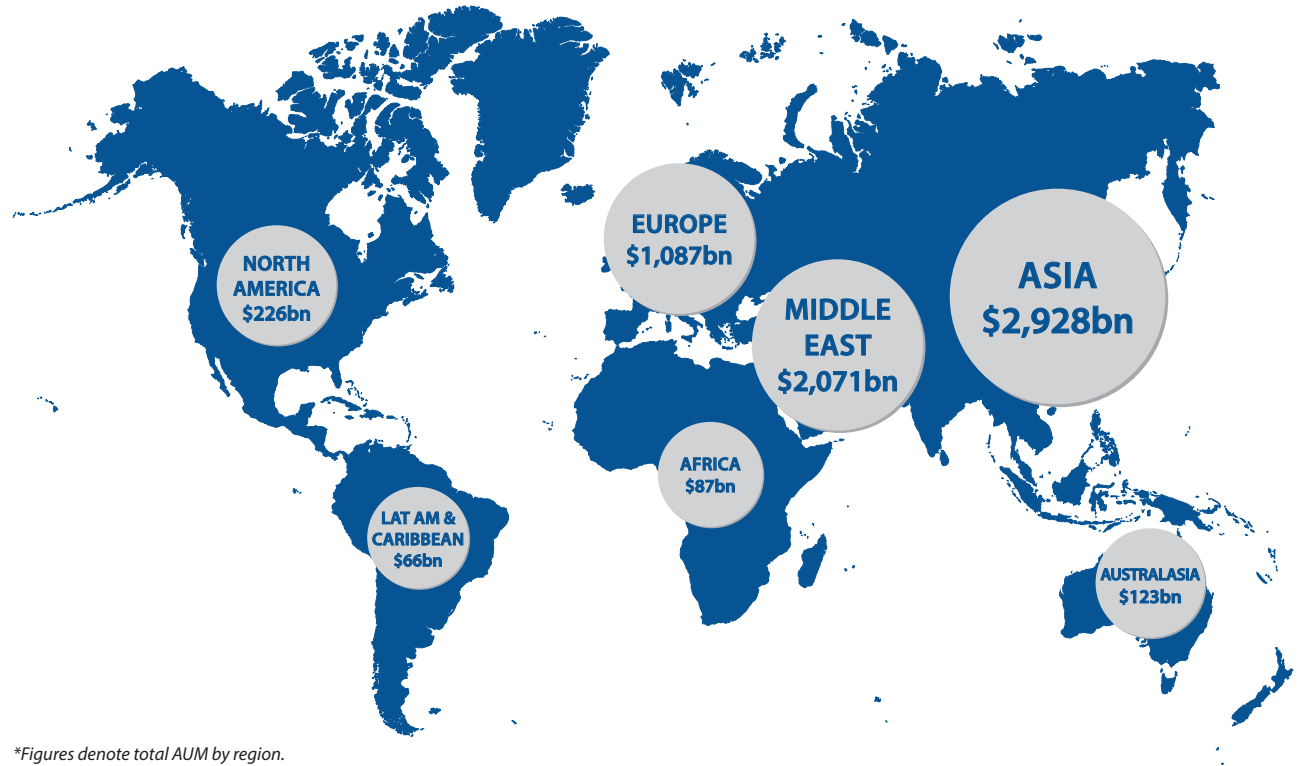 EUROPE
$1,087bn
NORTH
AMERICA
$226bn
ASIA
$2,928bn
MIDDLE
EAST
$2,071bn
AFRICA
$87bn
LAT AM &
CARIBBEAN
$66bn
AUSTRALASIA
$123bn
*Figures denote total AUM by region.